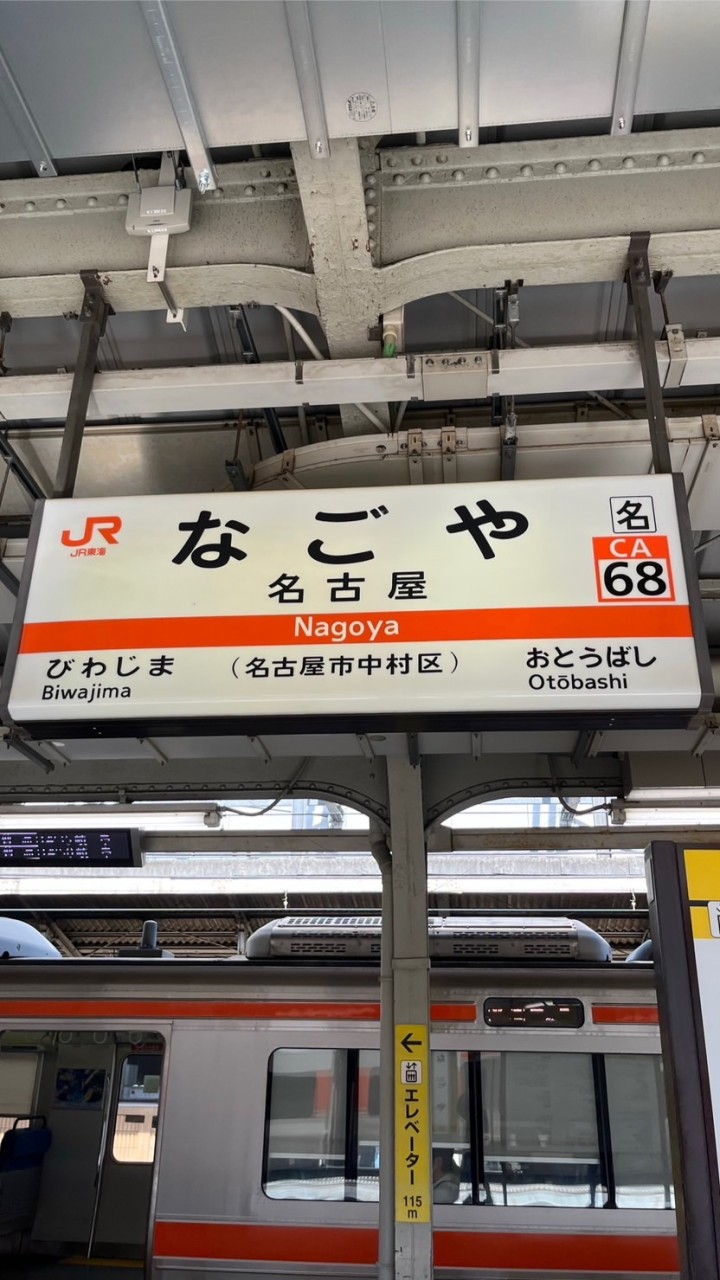 JR
JR東海
なごや
名
名古屋
CA
68
Nagoya
びわじま
(名古屋市中村区)
おとうばし
Biwajima
Otōbashi
←
エレベーター
115
m